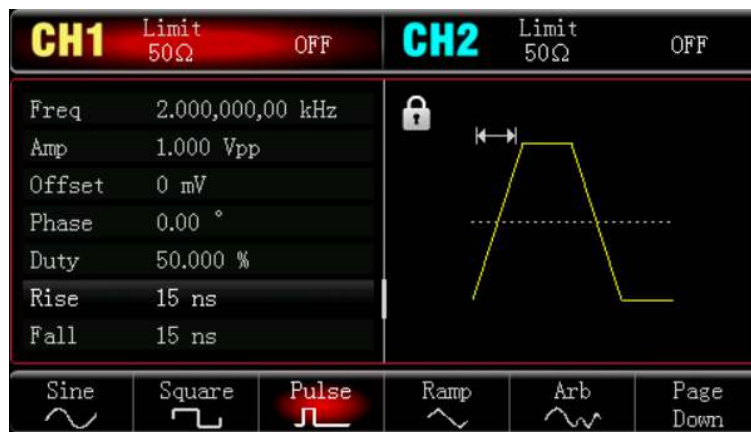 CH1 Limit 50Ω OFF
CH2 Limit 50Ω OFF
Freq 2.000,000,00 kHz
Amp 1.000 Vpp
Offset 0 mV
Phase 0.00 °
Duty 50.000 %
Rise 15 ns
Fall 15 ns
Sine Square Pulse Ramp Arb Page Down